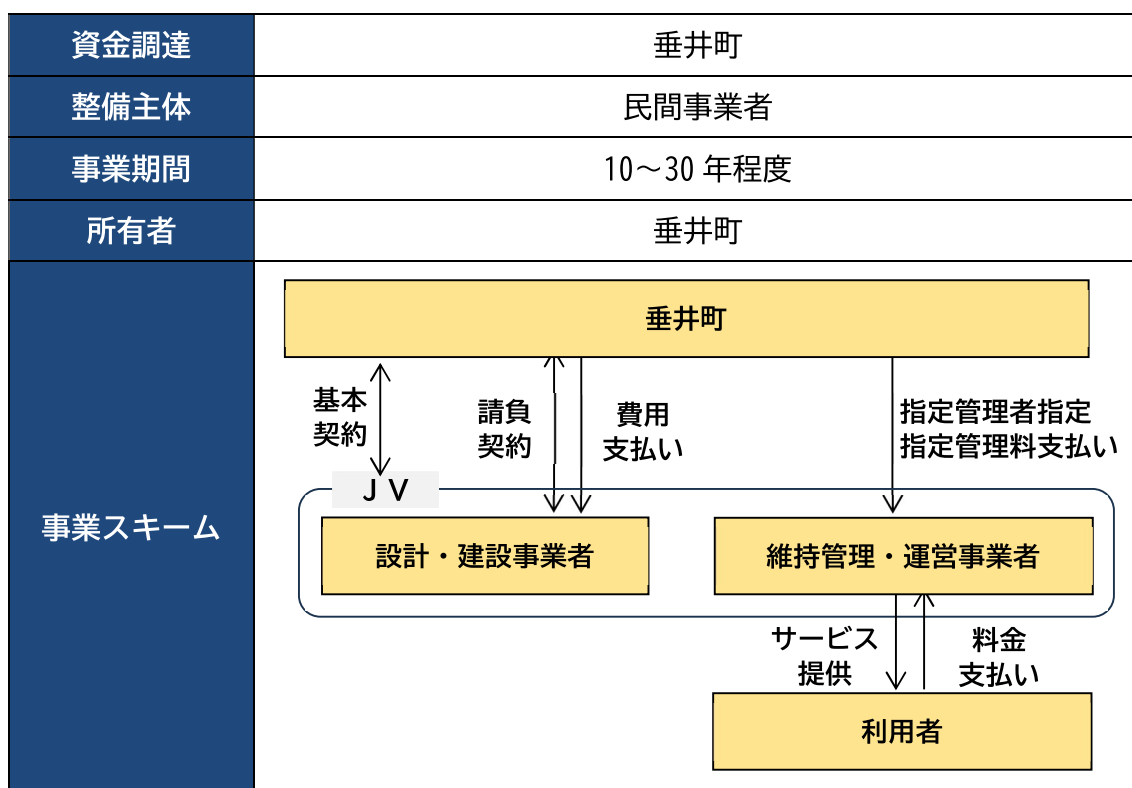 資金調達 垂井町
整備主体 民間事業者
事業期間 10～30 年程度
所有者 垂井町
事業スキーム
垂井町
基本
契約
請負
契約
費用
支払い
指定管理者指定
指定管理料支払い
ＪＶ
設計・建設事業者
維持管理・運営事業者
サービス
提供
料金
支払い
利用者